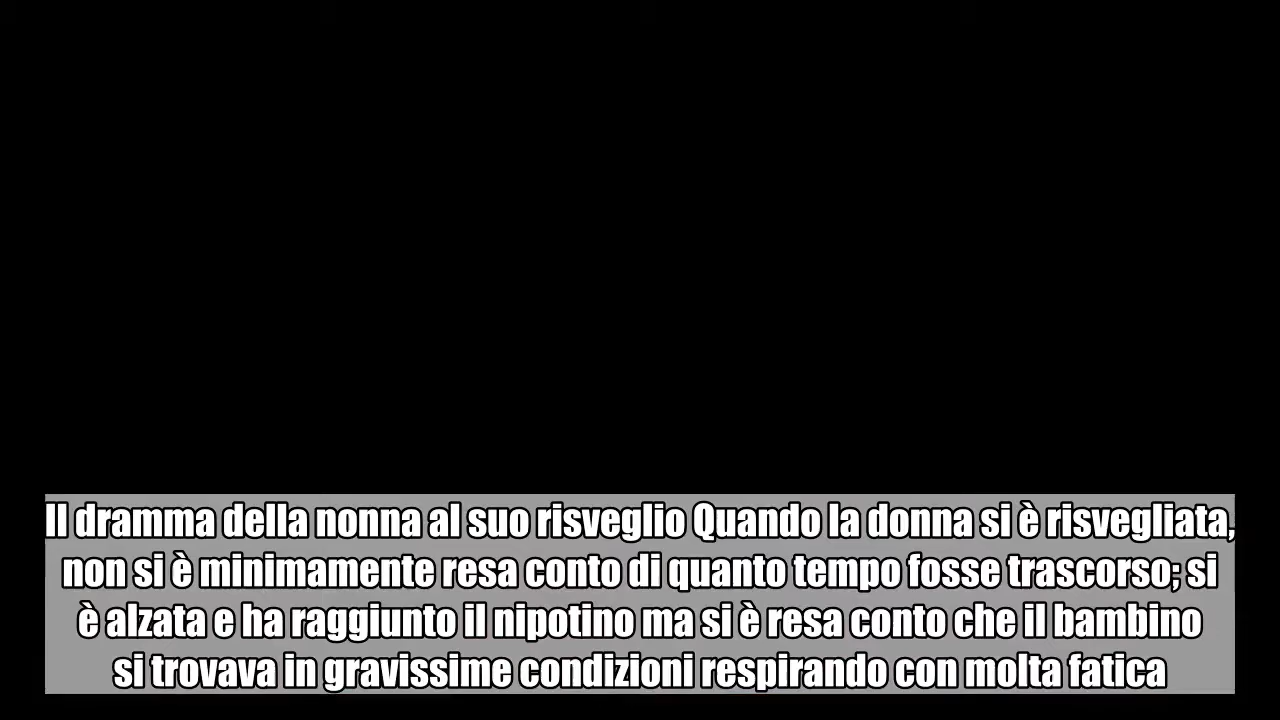 Il dramma della nonna al suo risveglio Quando la donna si è risvegliata,
non si è minimamente resa conto di quanto tempo fosse trascorso; si
è alzata e ha raggiunto il nipotino ma si è resa conto che il bambino
si trovava in gravissime condizioni respirando con molta fatica